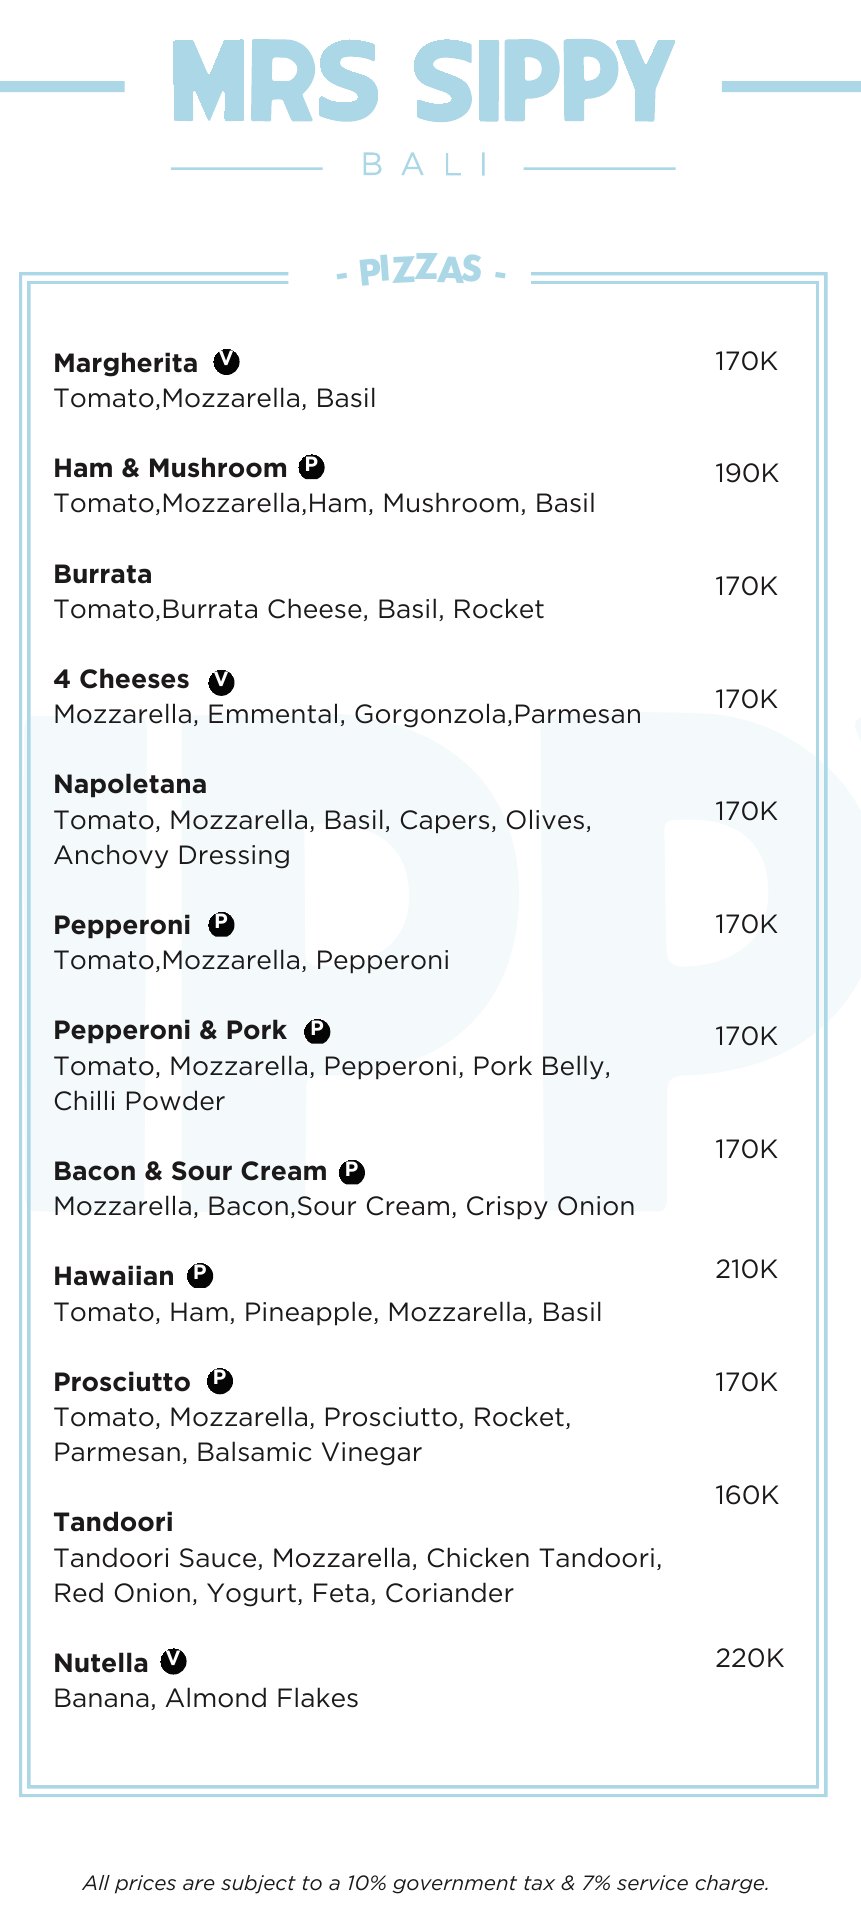 MRS SIPPY
BALI
- PIZZAS -
Margherita V 170K
Tomato,Mozzarella, Basil
Ham & Mushroom P 190K
Tomato,Mozzarella,Ham, Mushroom, Basil
Burrata 170K
Tomato,Burrata Cheese, Basil, Rocket
4 Cheeses V 170K
Mozzarella, Emmental, Gorgonzola,Parmesan
Napoletana 170K
Tomato, Mozzarella, Basil, Capers, Olives,
Anchovy Dressing
Pepperoni P 170K
Tomato,Mozzarella, Pepperoni
Pepperoni & Pork P 170K
Tomato, Mozzarella, Pepperoni, Pork Belly,
Chilli Powder
Bacon & Sour Cream P 170K
Mozzarella, Bacon,Sour Cream, Crispy Onion
Hawaiian P 210K
Tomato, Ham, Pineapple, Mozzarella, Basil
Prosciutto P 170K
Tomato, Mozzarella, Prosciutto, Rocket,
Parmesan, Balsamic Vinegar
Tandoori 160K
Tandoori Sauce, Mozzarella, Chicken Tandoori,
Red Onion, Yogurt, Feta, Coriander
Nutella V 220K
Banana, Almond Flakes
All prices are subject to a 10% government tax & 7% service charge.